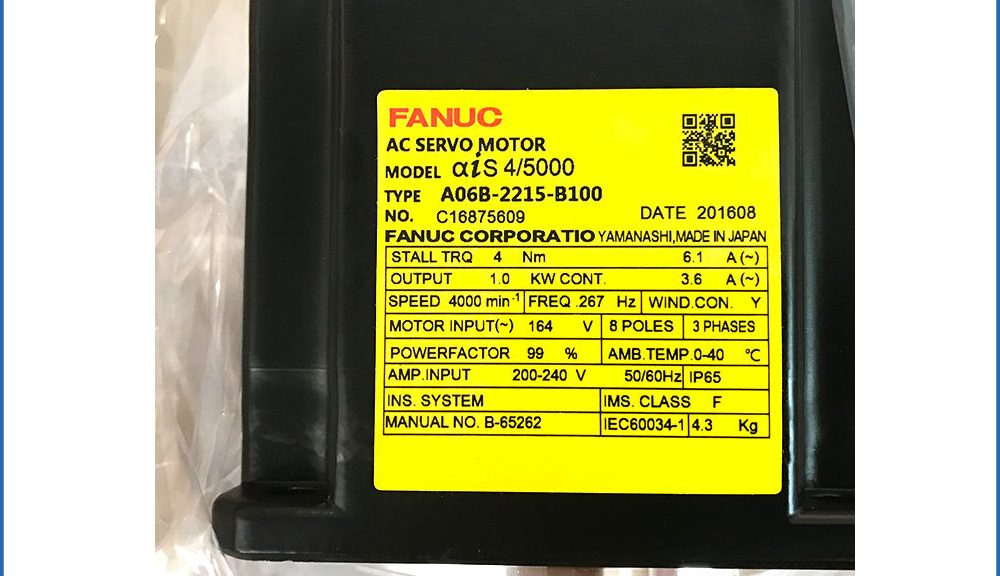 FANUC
AC SERVO MOTOR
MODEL αiS 4/5000
TYPE A06B-2215-B100
NO. C16875609 DATE 201608
FANUC CORPORATIO YAMANASHI,MADE IN JAPAN
STALL TRQ 4 Nm 6.1 A(~)
OUTPUT 1.0 KW CONT. 3.6 A(~)
SPEED 4000 min-1 FREQ .267 Hz WIND.CON. Y
MOTOR INPUT(~) 164 V 8 POLES 3 PHASES
POWERFACTOR 99 % AMB.TEMP.0-40 ℃
AMP.INPUT 200-240 V 50/60Hz IP65
INS. SYSTEM IMS. CLASS F
MANUAL NO. B-65262 IEC60034-1 4.3 Kg